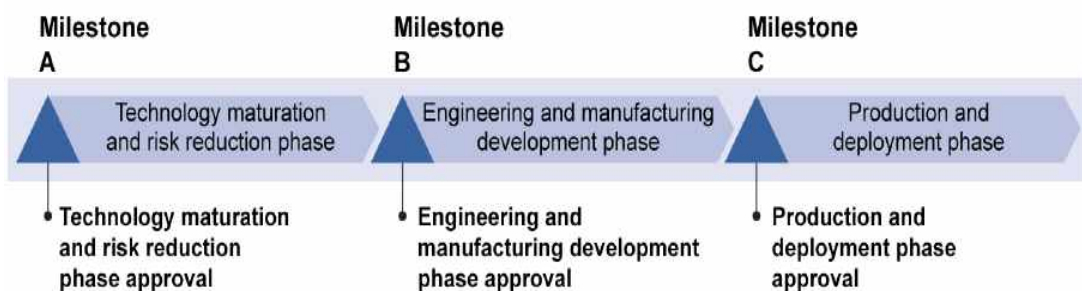 Milestone
A
Milestone
B
Milestone
C
Technology maturation
and risk reduction phase
Engineering and manufacturing
development phase
Production and
deployment phase
Technology maturation
and risk reduction
phase approval
Engineering and
manufacturing development
phase approval
Production and
deployment phase
approval